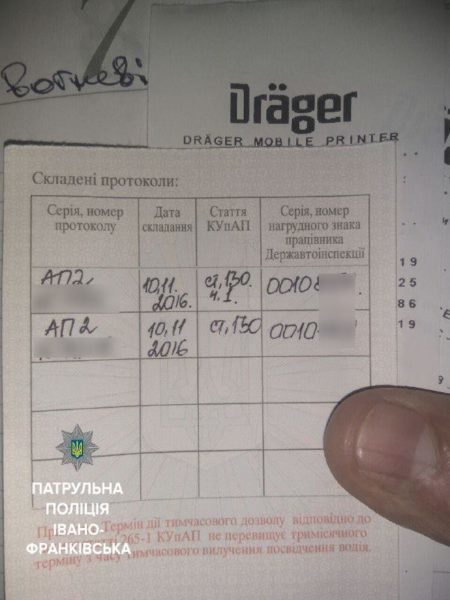 вогневі
Dräger
DRÄGER MOBILE PRINTER
Складені протоколи:
Серія, номер протоколу
Дата складання
Стаття КУпАП
Серія, номер нагрудного знака працівника Державтоінспекції
АП2
10.11. 2016.
ст, 130 ч. 1.
0010
АП2
10.11 2016
ст, 130
0010
19
25
86
19
ПАТРУЛЬНА
ПОЛІЦІЯ
ІВАНО-
ФРАНКІВСЬКА
Термін дії тимчасового дозволу відповідно до
265-1 КУпАП не перевищує тримісячного
терміну з часу тимчасового вилучення посвідчення водія.